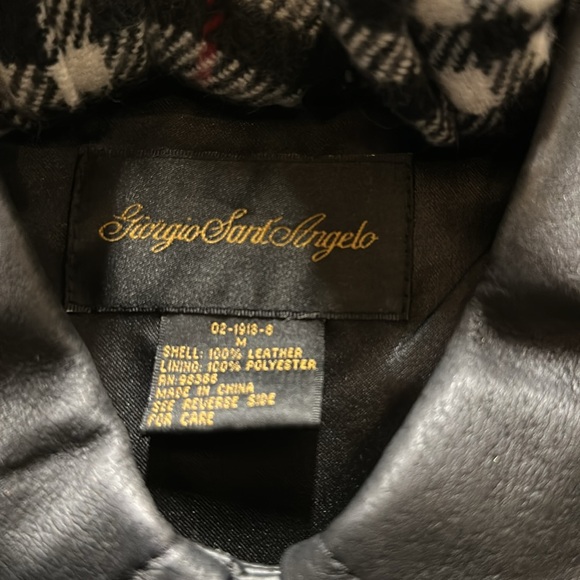 Giorgio Sant'Angelo
02-1918-8
M
SHELL: 100% LEATHER
LINING: 100% POLYESTER
RN: 98366
MADE IN CHINA
SEE REVERSE SIDE
FOR CARE